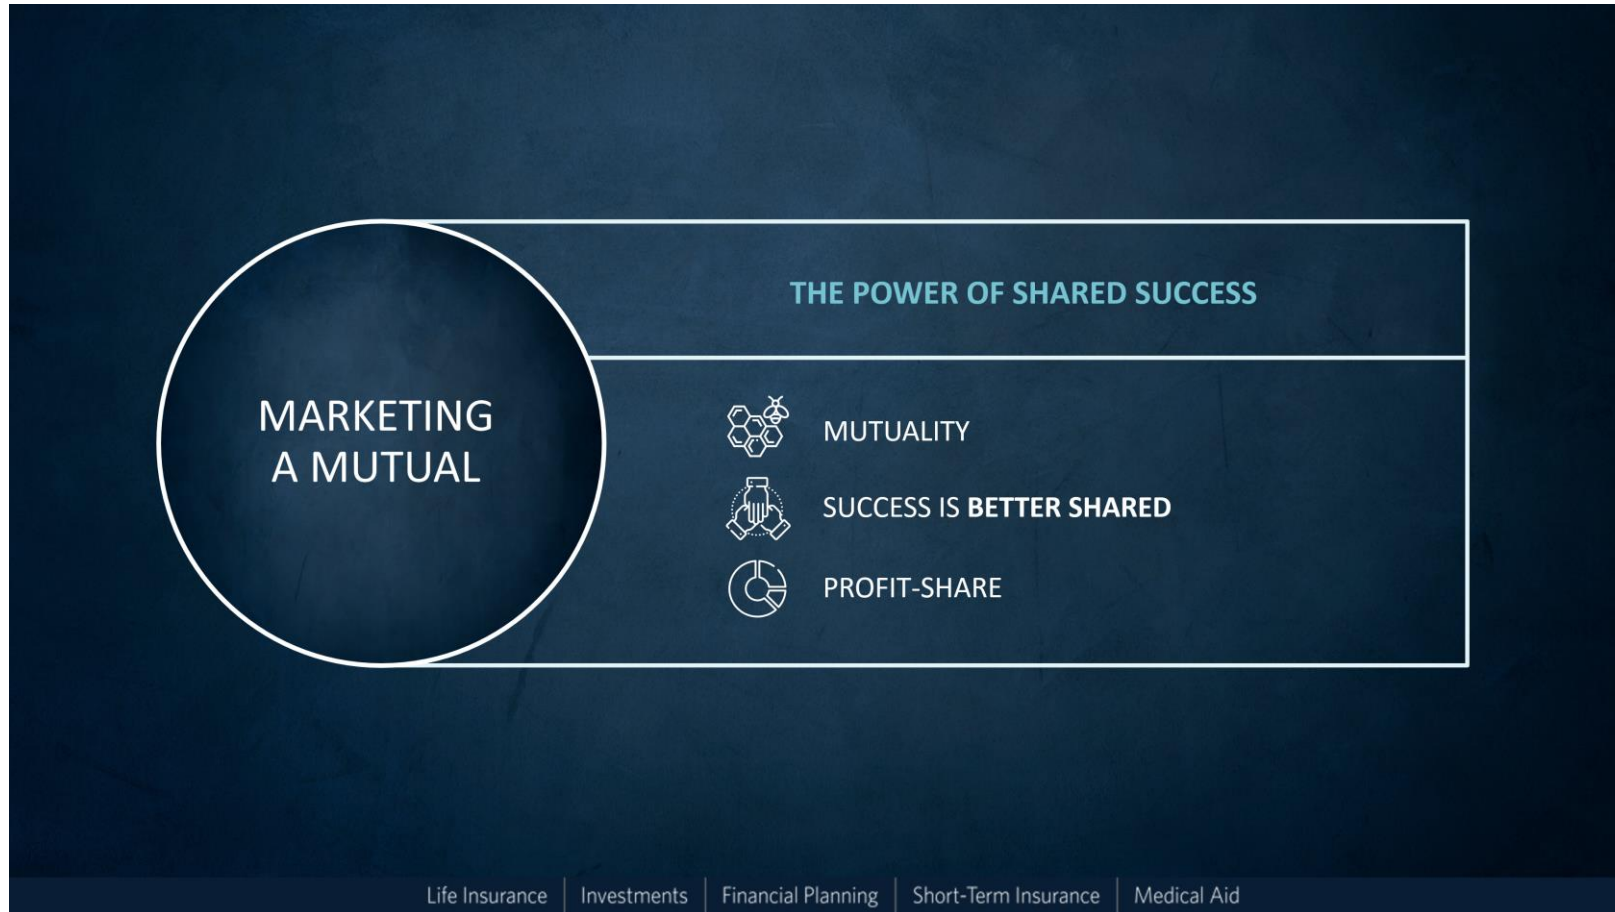 MARKETING
A MUTUAL
THE POWER OF SHARED SUCCESS
MUTUALITY
SUCCESS IS BETTER SHARED
PROFIT-SHARE
Life Insurance | Investments | Financial Planning | Short-Term Insurance | Medical Aid